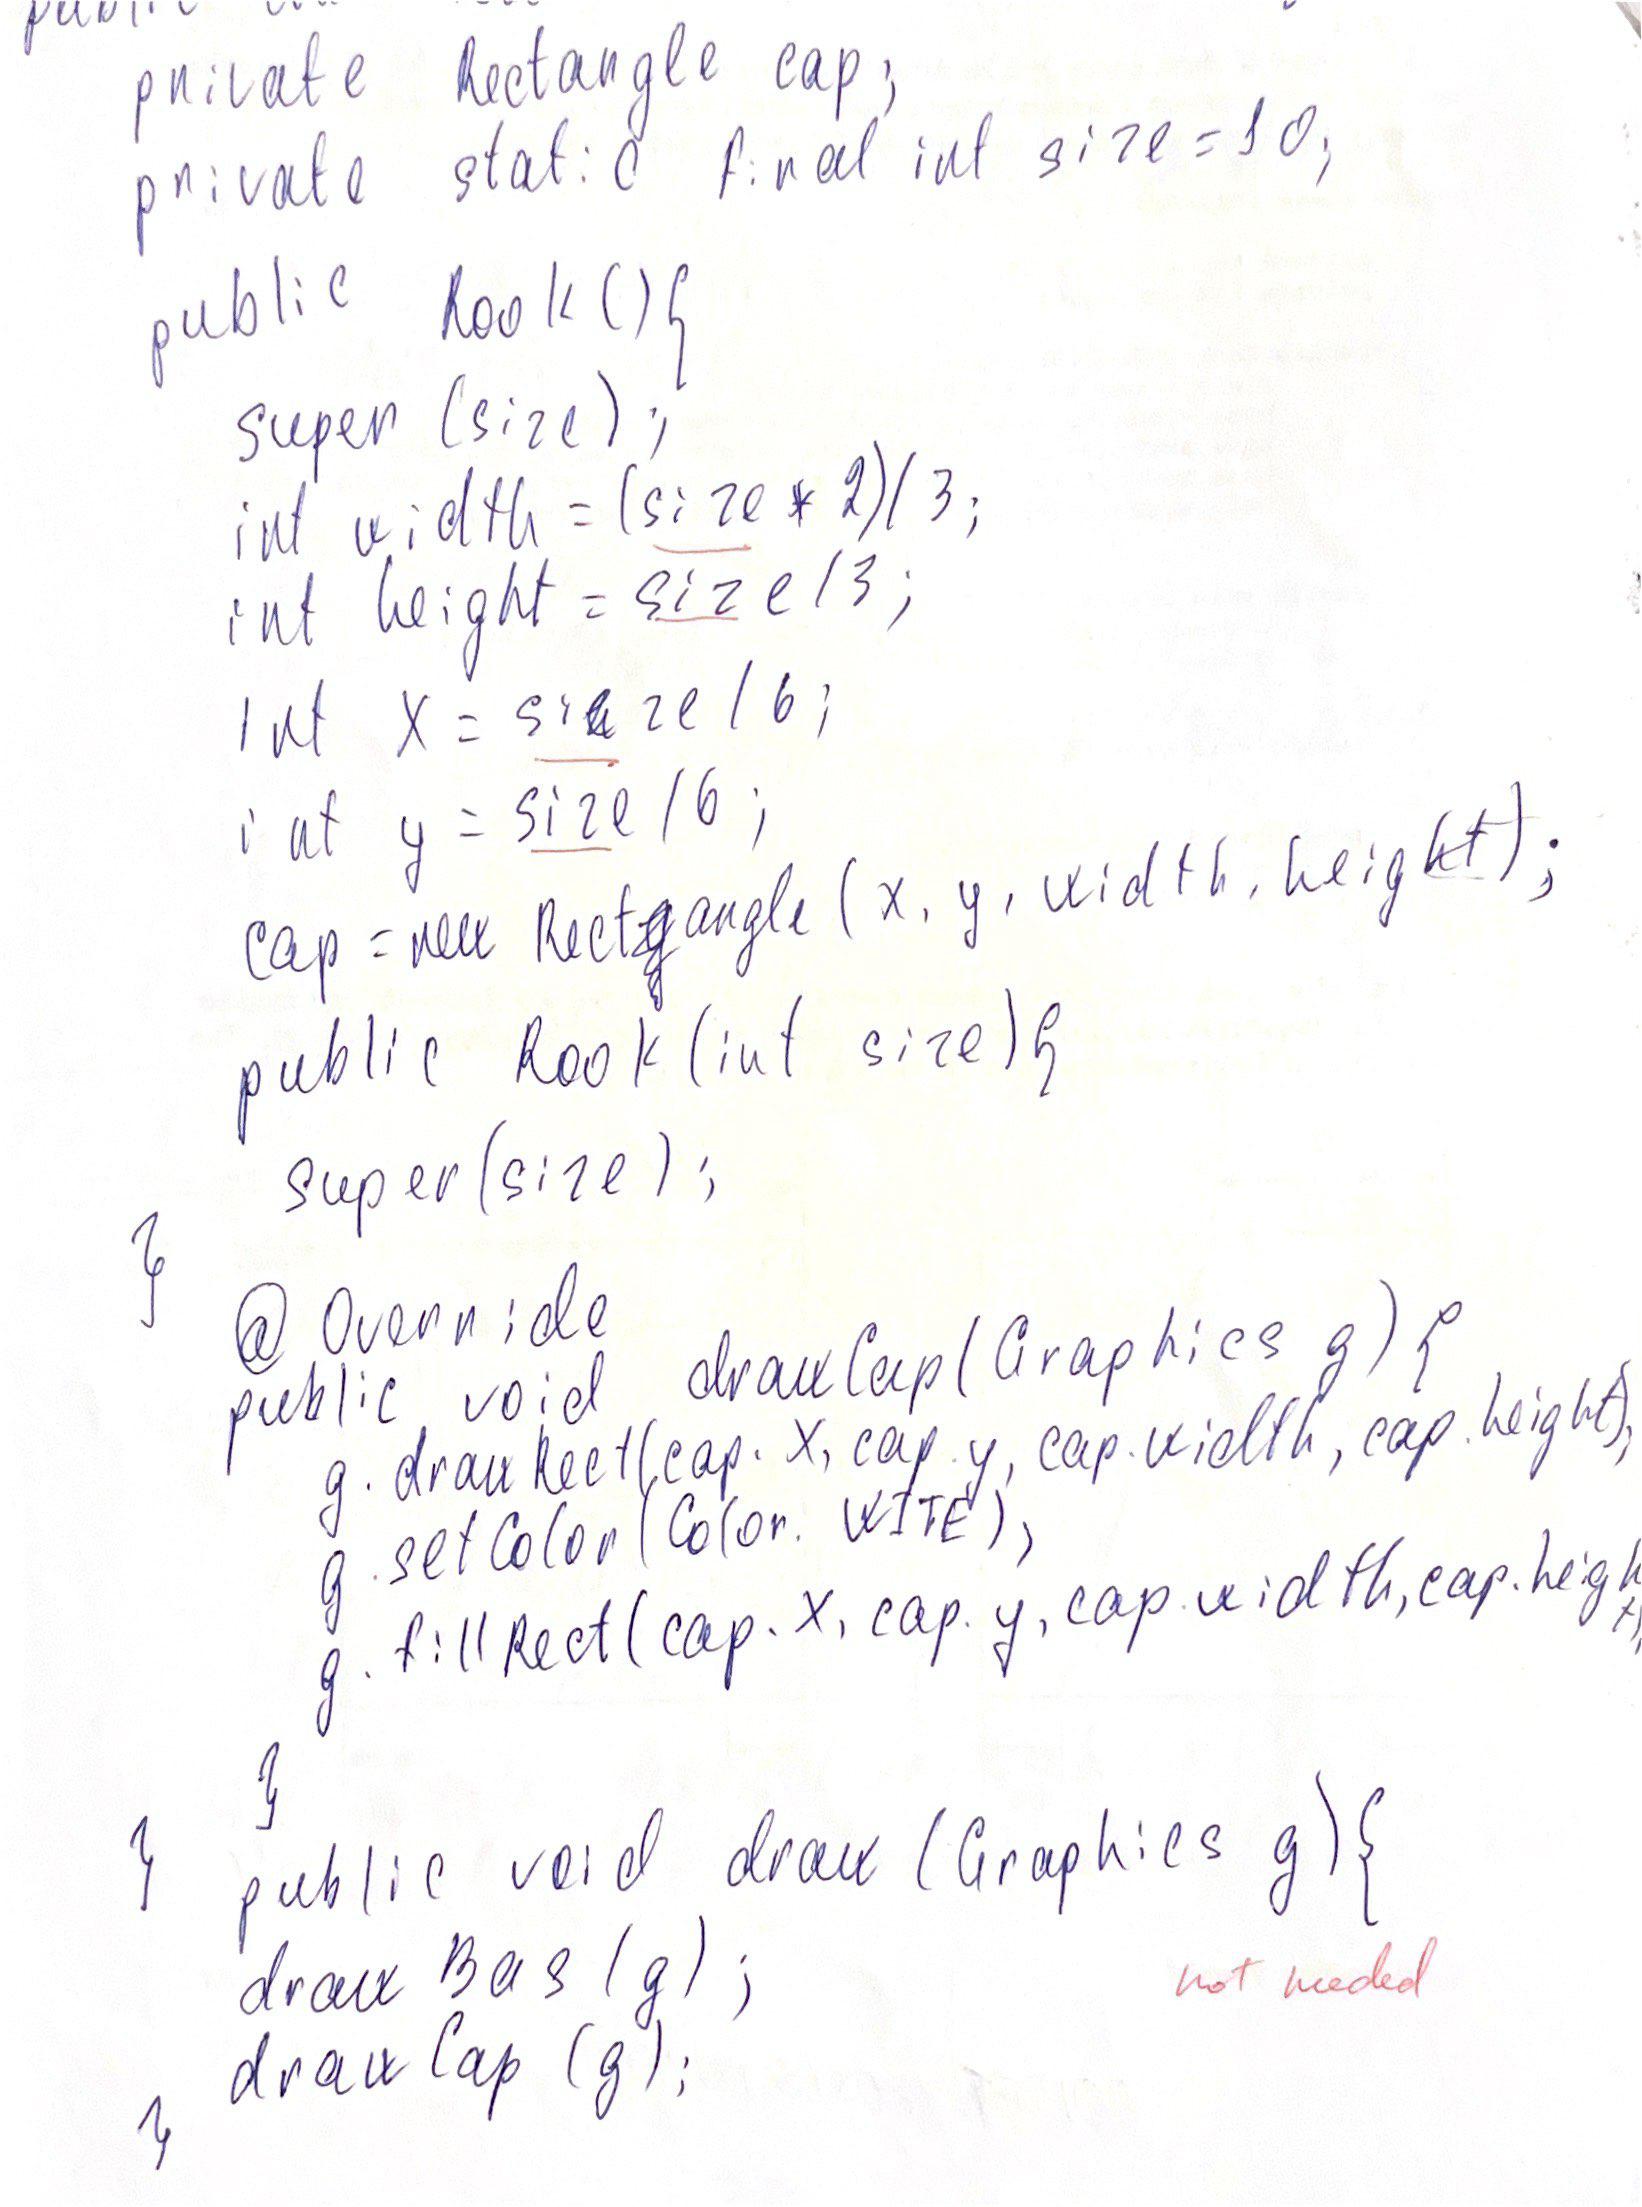 public
private Rectangle cap;
private static final int size=10;
public Rook(){
super (size);
int width = (size * 2)/3;
int height = size/3;
int x = size/6;
int y = size/6;
cap = new Rectangle (x, y, width, height);
public Rook (int size){
super(size);
}
@Override
public void drawCap(Graphics g){
g.drawRect(cap.x, cap.y, cap.width, cap.height);
g.setColor(Color.WITE);
g.fillRect(cap.x, cap.y, cap.width, cap.height);
}
}
public void draw (Graphics g){
drawBas(g);
not needed
drawCap (g);
}